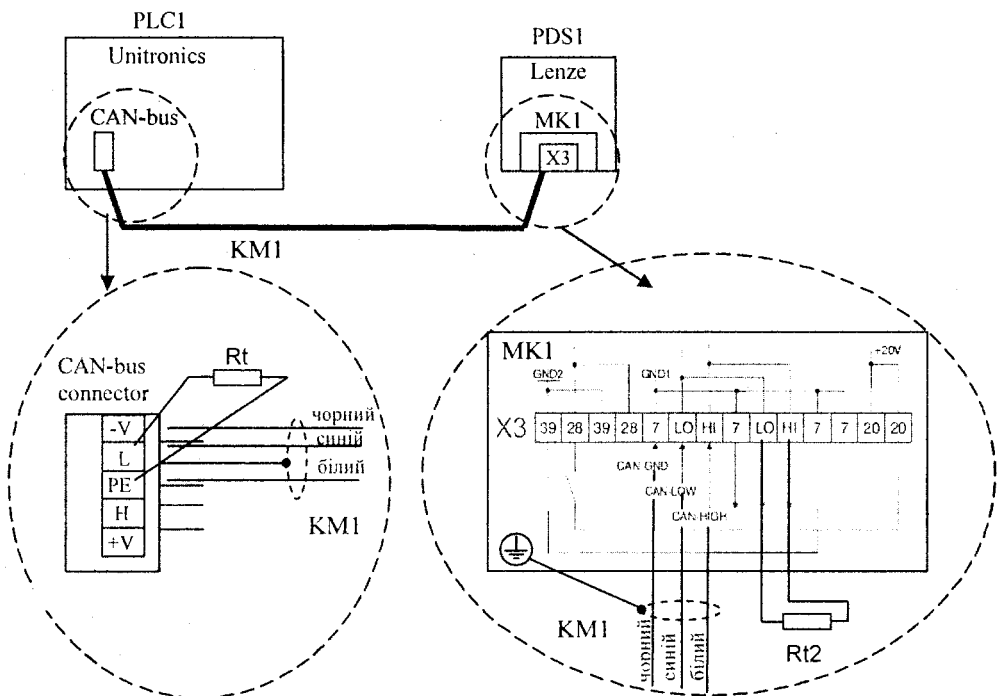 PLC1
Unitronics
CAN-bus
PDS1
Lenze
MK1
X3
KM1
CAN-bus
connector
Rt
-V
L
PE
H
+V
чорний
синій
білий
KM1
MK1
+20V
GND2
GND1
X3 39 28 39 28 7 LO HI 7 LO HI 7 7 20 20
CAN-GND
CAN-LOW
CAN-HIGH
KM1
чорний
синій
білий
Rt2